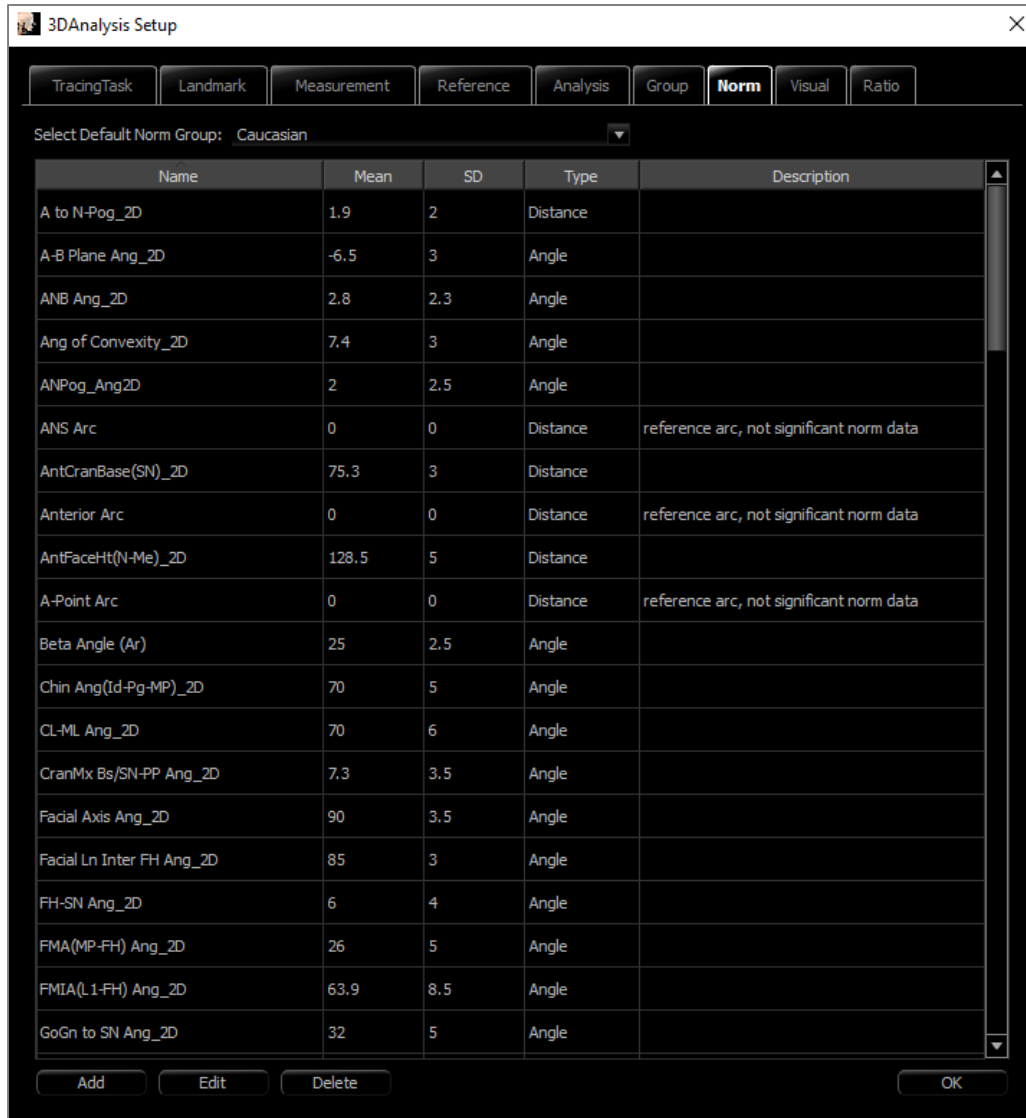 3DAnalysis Setup
TracingTask Landmark Measurement Reference Analysis Group Norm Visual Ratio
Select Default Norm Group: Caucasian
Name Mean SD Type Description
A to N-Pog_2D 1.9 2 Distance
A-B Plane Ang_2D -6.5 3 Angle
ANB Ang_2D 2.8 2.3 Angle
Ang of Convexity_2D 7.4 3 Angle
ANPog_Ang2D 2 2.5 Angle
ANS Arc 0 0 Distance reference arc, not significant norm data
AntCranBase(SN)_2D 75.3 3 Distance
Anterior Arc 0 0 Distance reference arc, not significant norm data
AntFaceHt(N-Me)_2D 128.5 5 Distance
A-Point Arc 0 0 Distance reference arc, not significant norm data
Beta Angle (Ar) 25 2.5 Angle
Chin Ang(Id-Pg-MP)_2D 70 5 Angle
CL-ML Ang_2D 70 6 Angle
CranMx Bs/SN-PP Ang_2D 7.3 3.5 Angle
Facial Axis Ang_2D 90 3.5 Angle
Facial Ln Inter FH Ang_2D 85 3 Angle
FH-SN Ang_2D 6 4 Angle
FMA(MP-FH) Ang_2D 26 5 Angle
FMIA(L1-FH) Ang_2D 63.9 8.5 Angle
GoGn to SN Ang_2D 32 5 Angle
Add Edit Delete OK